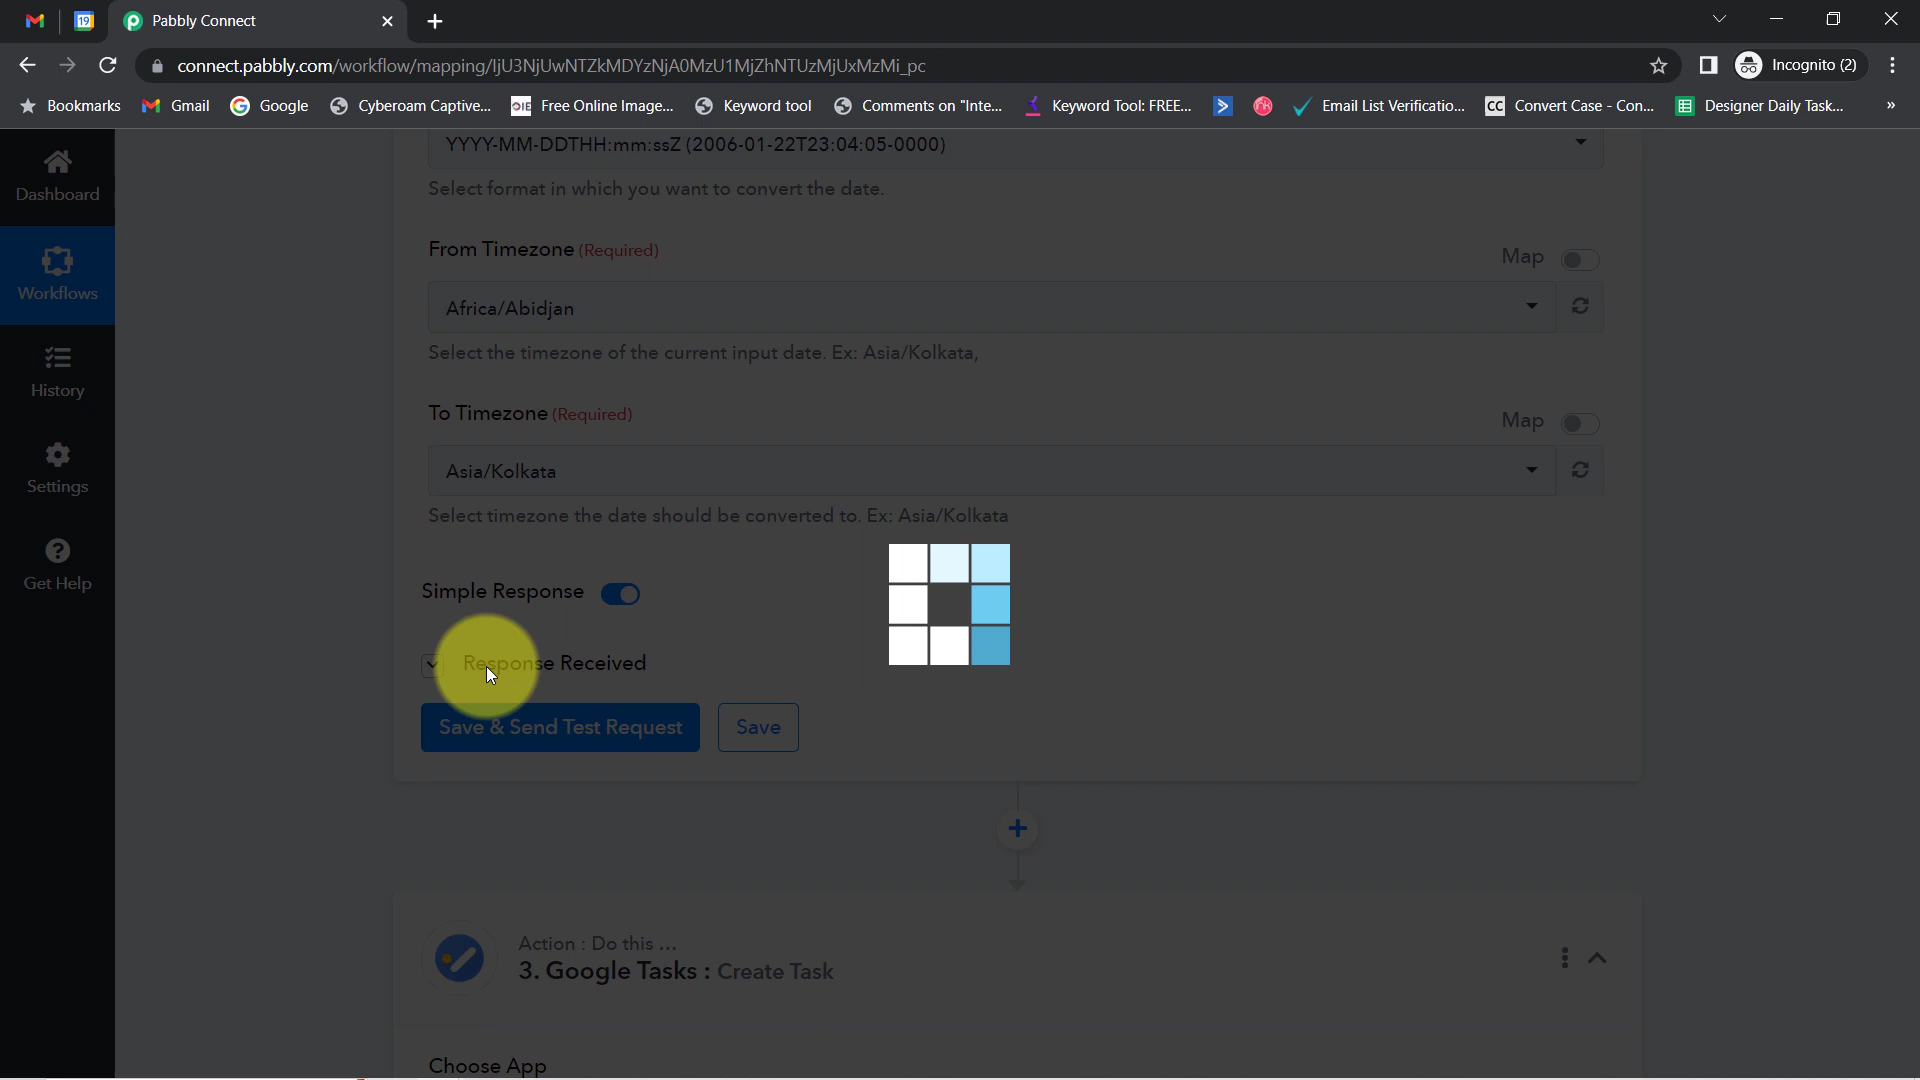 19
Pabbly Connect
connect.pabbly.com/workflow/mapping/IjU3NjUwNTZkMDYzNjA0MzU1MjZhNTUzMjUxMzMi_pc
Incognito (2)
Bookmarks
Gmail
Google
Cyberoam Captive...
OIE
Free Online Image...
Keyword tool
Comments on "Inte...
Keyword Tool: FREE...
Email List Verificatio...
CC
Convert Case - Con...
Designer Daily Task...
»
YYYY-MM-DDTHH:mm:ssZ (2006-01-22T23:04:05-0000)
Select format in which you want to convert the date.
From Timezone (Required)
Map
Africa/Abidjan
Select the timezone of the current input date. Ex: Asia/Kolkata,
To Timezone (Required)
Map
Asia/Kolkata
Select timezone the date should be converted to. Ex: Asia/Kolkata
Simple Response
Response Received
Save & Send Test Request
Save
Action : Do this ...
3. Google Tasks : Create Task
Choose App
Dashboard
Workflows
History
Settings
Get Help